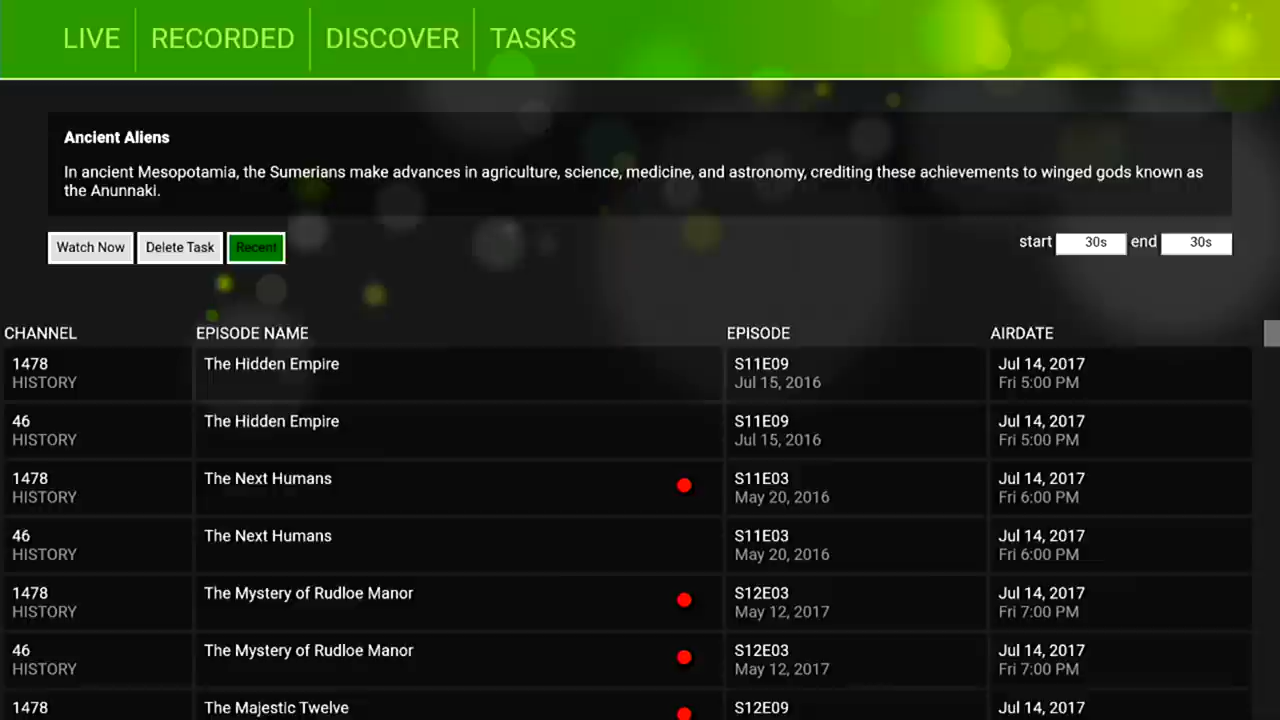 LIVE RECORDED DISCOVER TASKS
Ancient Aliens
In ancient Mesopotamia, the Sumerians make advances in agriculture, science, medicine, and astronomy, crediting these achievements to winged gods known as
the Anunnaki.
Watch Now Delete Task Recent start 30s end 30s
CHANNEL EPISODE NAME EPISODE AIRDATE
1478 The Hidden Empire S11E09 Jul 14, 2017
HISTORY Jul 15, 2016 Fri 5:00 PM
46 The Hidden Empire S11E09 Jul 14, 2017
HISTORY Jul 15, 2016 Fri 5:00 PM
1478 The Next Humans S11E03 Jul 14, 2017
HISTORY May 20, 2016 Fri 6:00 PM
46 The Next Humans S11E03 Jul 14, 2017
HISTORY May 20, 2016 Fri 6:00 PM
1478 The Mystery of Rudloe Manor S12E03 Jul 14, 2017
HISTORY May 12, 2017 Fri 7:00 PM
46 The Mystery of Rudloe Manor S12E03 Jul 14, 2017
HISTORY May 12, 2017 Fri 7:00 PM
1478 The Majestic Twelve S12E09 Jul 14, 2017